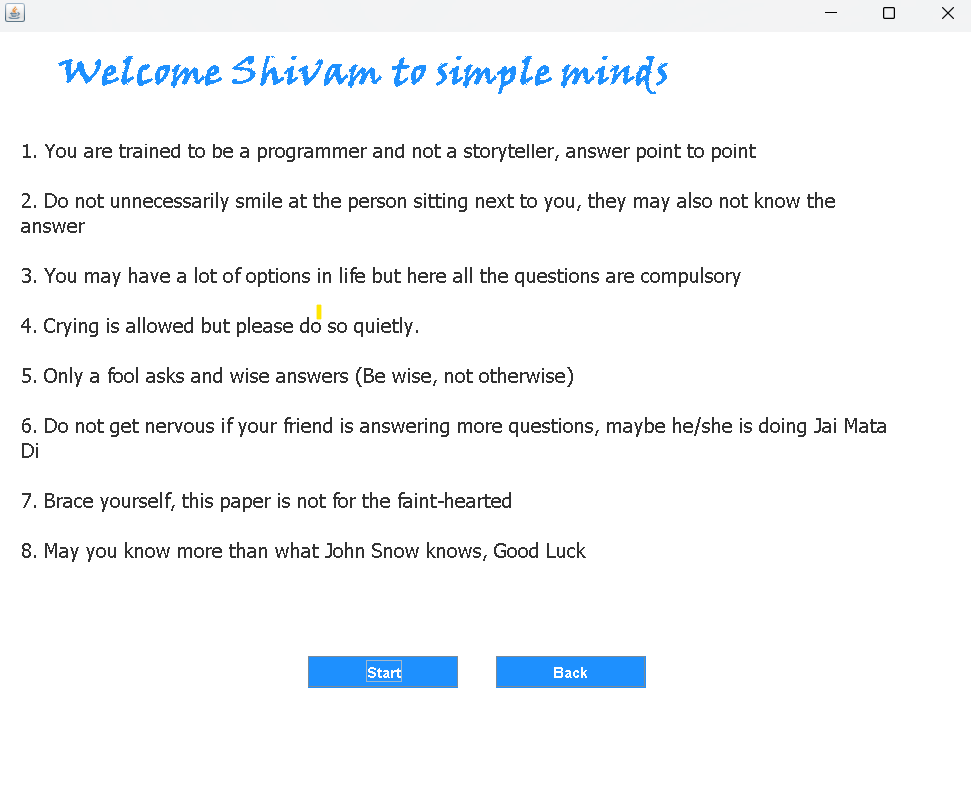 Welcome Shivam to simple minds
1. You are trained to be a programmer and not a storyteller, answer point to point
2. Do not unnecessarily smile at the person sitting next to you, they may also not know the
answer
3. You may have a lot of options in life but here all the questions are compulsory
4. Crying is allowed but please do so quietly.
5. Only a fool asks and wise answers (Be wise, not otherwise)
6. Do not get nervous if your friend is answering more questions, maybe he/she is doing Jai Mata
Di
7. Brace yourself, this paper is not for the faint-hearted
8. May you know more than what John Snow knows, Good Luck
Start
Back